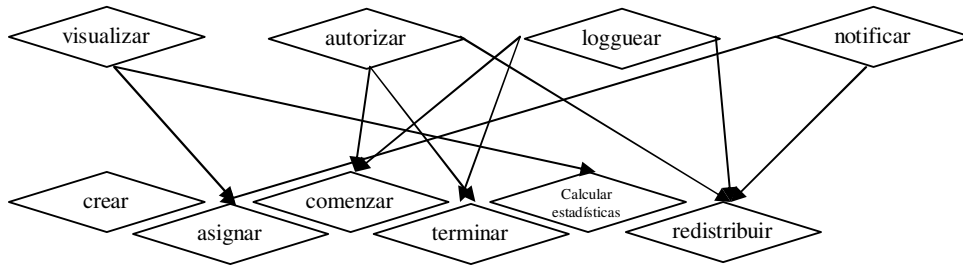 visualizar
autorizar
logguear
notificar
crear
comenzar
Calcular
estadísticas
asignar
terminar
redistribuir